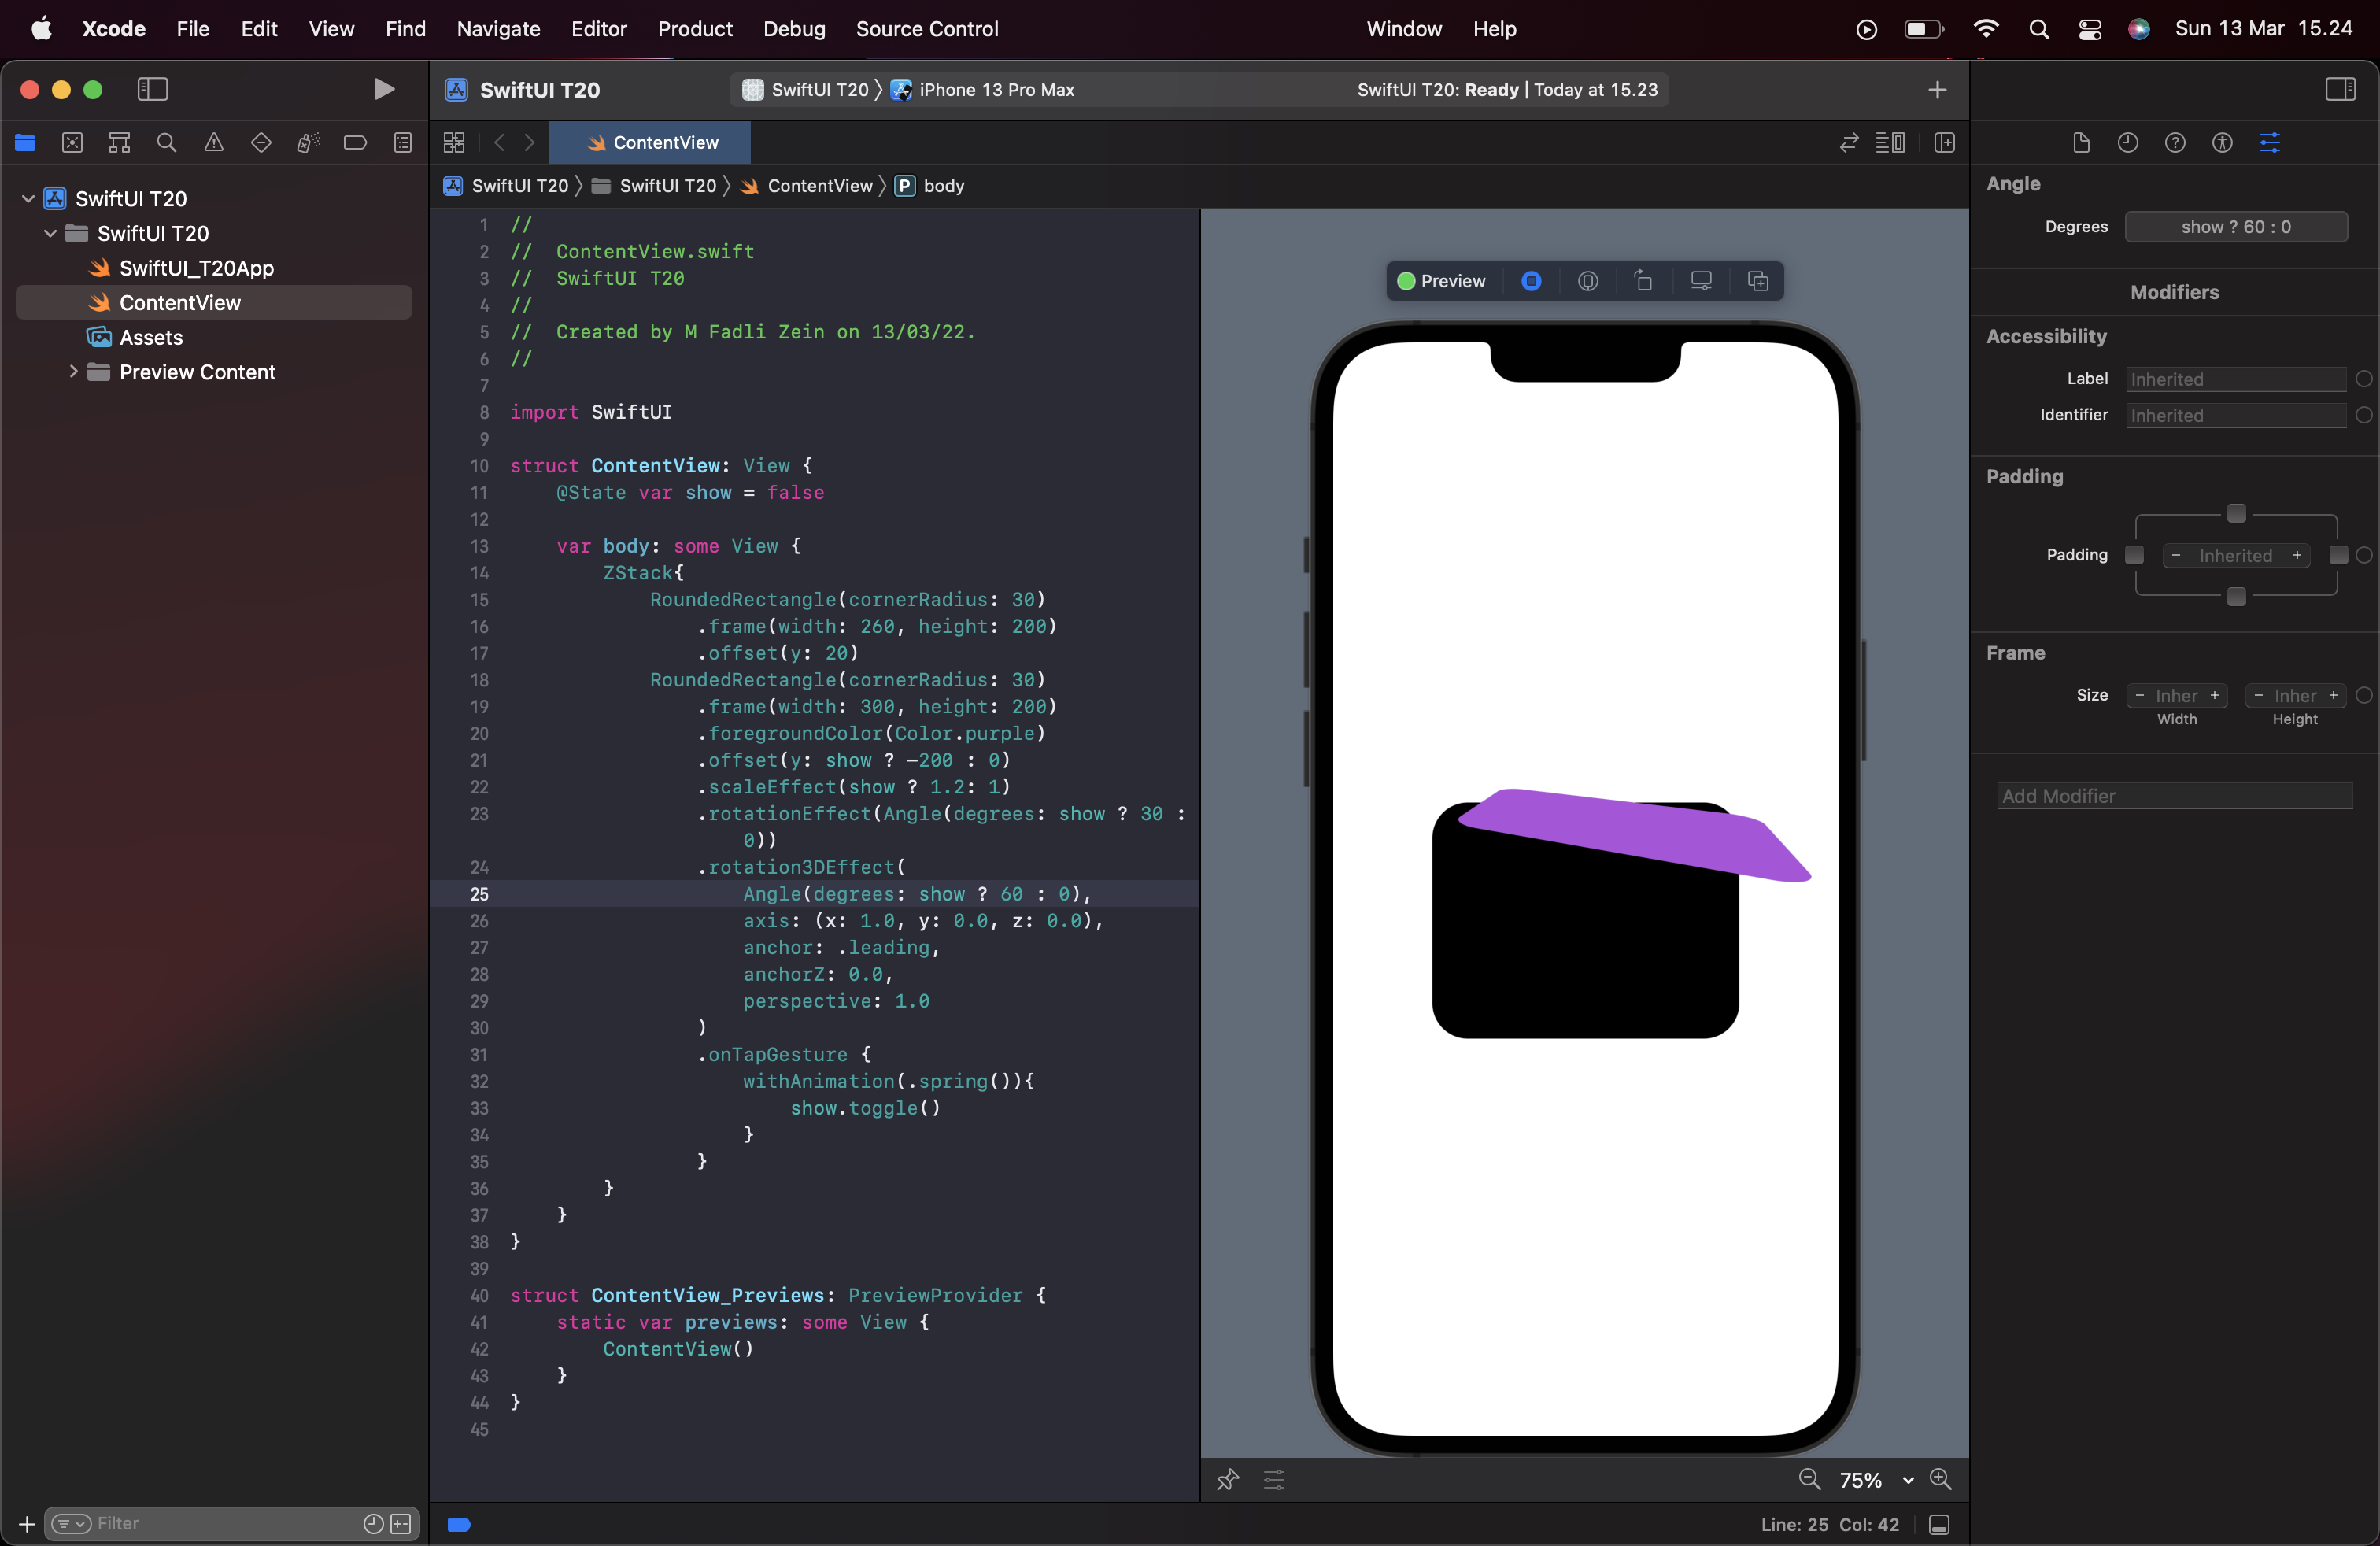 Xcode File Edit View Find Navigate Editor Product Debug Source Control Window Help Sun 13 Mar 15.24
SwiftUI T20
SwiftUI T20 iPhone 13 Pro Max
SwiftUI T20: Ready | Today at 15.23
ContentView
SwiftUI T20 SwiftUI T20 ContentView P body
SwiftUI T20
SwiftUI T20
SwiftUI_T20App
ContentView
Assets
Preview Content
Filter
1 //
2 //  ContentView.swift
3 //  SwiftUI T20
4 //
5 //  Created by M Fadli Zein on 13/03/22.
6 //
7
8 import SwiftUI
9
10 struct ContentView: View {
11     @State var show = false
12
13     var body: some View {
14         ZStack{
15             RoundedRectangle(cornerRadius: 30)
16                 .frame(width: 260, height: 200)
17                 .offset(y: 20)
18             RoundedRectangle(cornerRadius: 30)
19                 .frame(width: 300, height: 200)
20                 .foregroundColor(Color.purple)
21                 .offset(y: show ? -200 : 0)
22                 .scaleEffect(show ? 1.2: 1)
23                 .rotationEffect(Angle(degrees: show ? 30 :
0))
24                 .rotation3DEffect(
25                     Angle(degrees: show ? 60 : 0),
26                     axis: (x: 1.0, y: 0.0, z: 0.0),
27                     anchor: .leading,
28                     anchorZ: 0.0,
29                     perspective: 1.0
30                 )
31                 .onTapGesture {
32                     withAnimation(.spring()){
33                         show.toggle()
34                     }
35                 }
36         }
37     }
38 }
39
40 struct ContentView_Previews: PreviewProvider {
41     static var previews: some View {
42         ContentView()
43     }
44 }
45
Preview
75%
Line: 25 Col: 42
Angle
Degrees show ? 60 : 0
Modifiers
Accessibility
Label Inherited
Identifier Inherited
Padding
Padding − Inherited +
Frame
Size − Inher + − Inher +
Width Height
Add Modifier